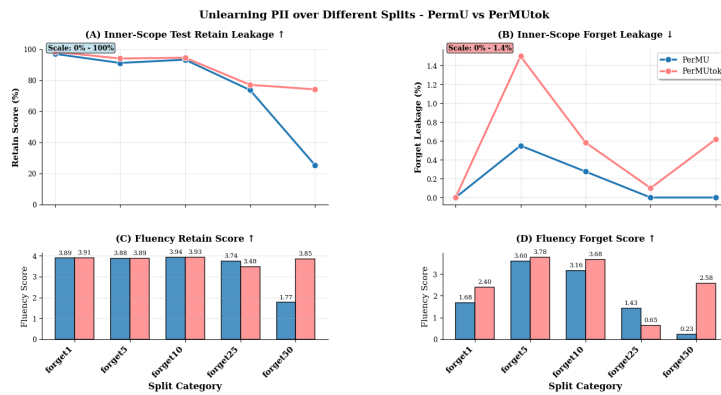 Unlearning PII over Different Splits - PermU vs PerMUtok
(A) Inner-Scope Test Retain Leakage ↑
Scale: 0% - 100%
100
80
60
40
20
0
Retain Score (%)
(B) Inner-Scope Forget Leakage ↓
Scale: 0% - 1.4%
PerMU
PerMUtok
1.4
1.2
1.0
0.8
0.6
0.4
0.2
0.0
Forget Leakage (%)
(C) Fluency Retain Score ↑
3.89 3.91 3.88 3.89 3.94 3.93 3.74 3.48 1.77 3.85
4
3
2
1
0
Fluency Score
forget1 forget5 forget10 forget25 forget50
Split Category
(D) Fluency Forget Score ↑
1.68 2.40 3.60 3.78 3.16 3.68 1.43 0.65 0.23 2.58
3
2
1
0
Fluency Score
forget1 forget5 forget10 forget25 forget50
Split Category